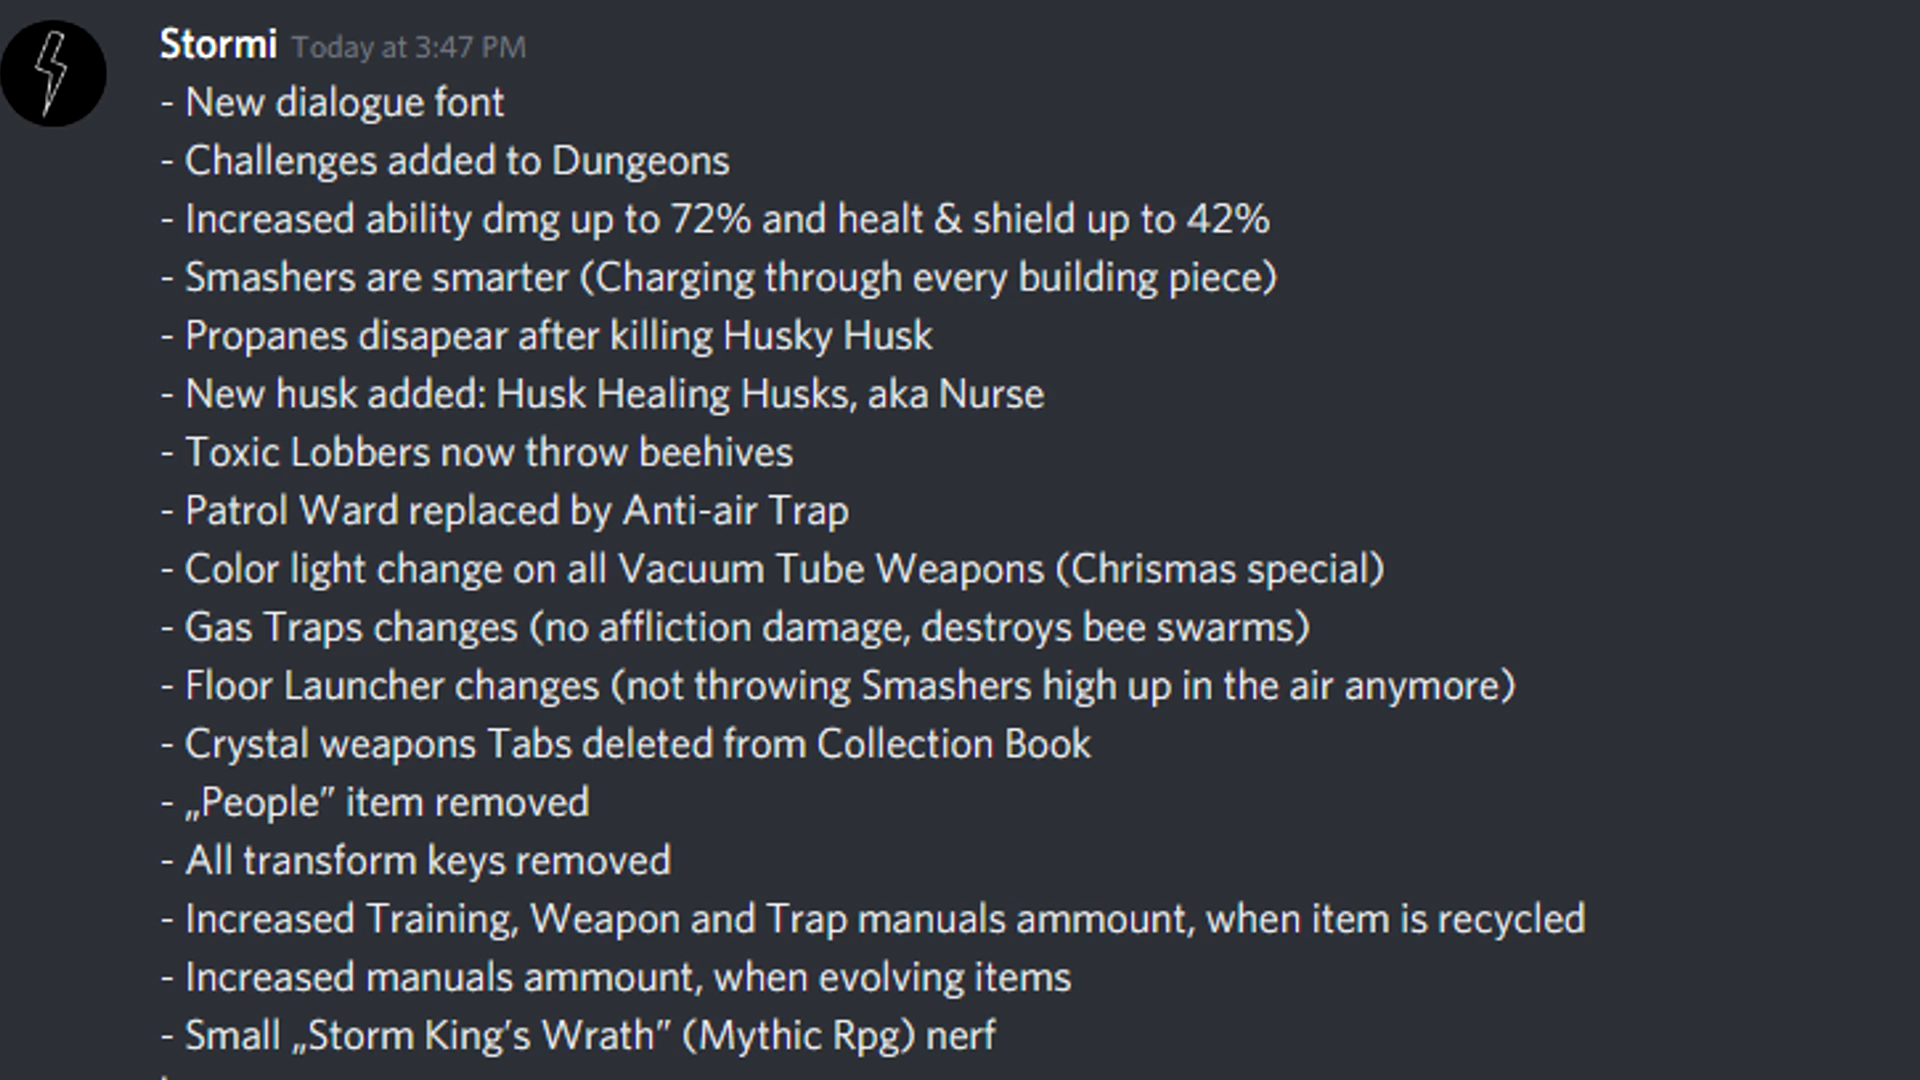 Stormi Today at 3:47 PM
- New dialogue font
- Challenges added to Dungeons
- Increased ability dmg up to 72% and healt & shield up to 42%
- Smashers are smarter (Charging through every building piece)
- Propanes disapear after killing Husky Husk
- New husk added: Husk Healing Husks, aka Nurse
- Toxic Lobbers now throw beehives
- Patrol Ward replaced by Anti-air Trap
- Color light change on all Vacuum Tube Weapons (Chrismas special)
- Gas Traps changes (no affliction damage, destroys bee swarms)
- Floor Launcher changes (not throwing Smashers high up in the air anymore)
- Crystal weapons Tabs deleted from Collection Book
- „People” item removed
- All transform keys removed
- Increased Training, Weapon and Trap manuals ammount, when item is recycled
- Increased manuals ammount, when evolving items
- Small „Storm King’s Wrath” (Mythic Rpg) nerf